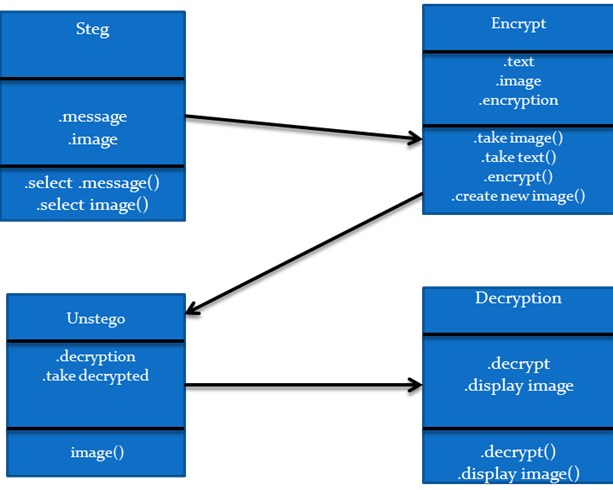 Steg
.message
.image
.select .message()
.select image()
Encrypt
.text
.image
.encryption
.take image()
.take text()
.encrypt()
.create new image()
Unstego
.decryption
.take decrypted
image()
Decryption
.decrypt
.display image
.decrypt()
.display image()